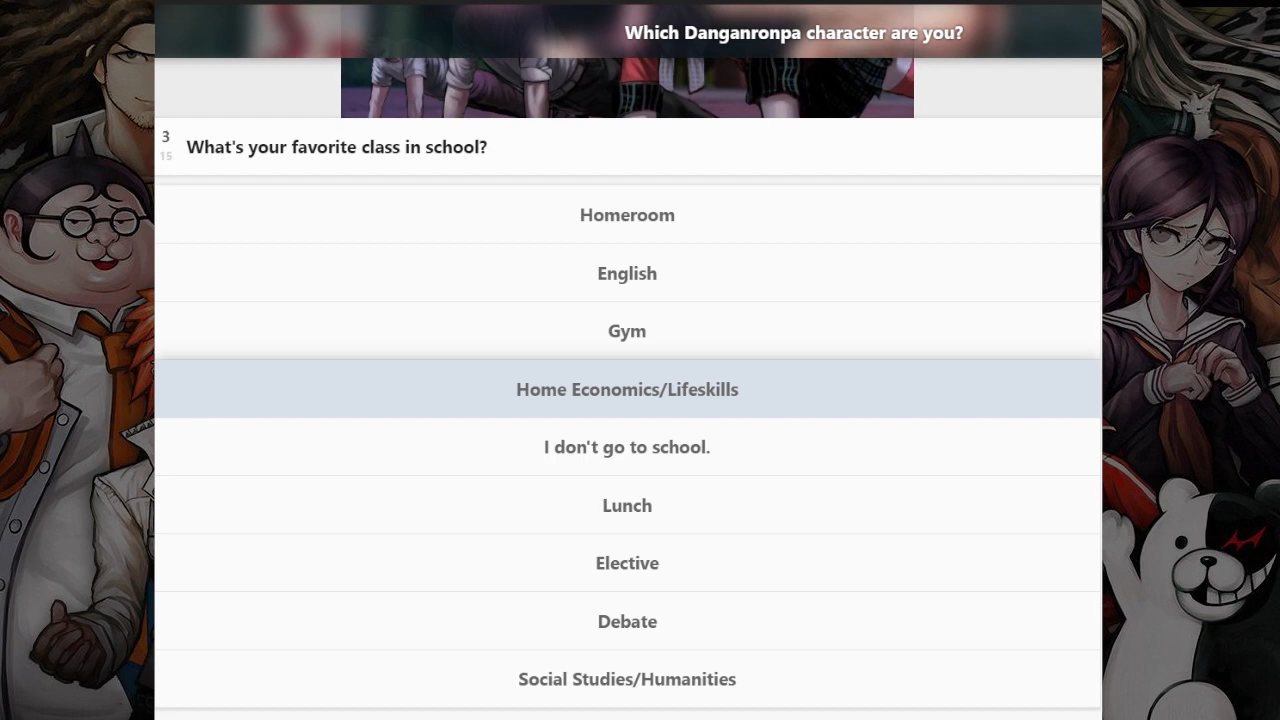 Which Danganronpa character are you?
3
15
What's your favorite class in school?
Homeroom
English
Gym
Home Economics/Lifeskills
I don't go to school.
Lunch
Elective
Debate
Social Studies/Humanities